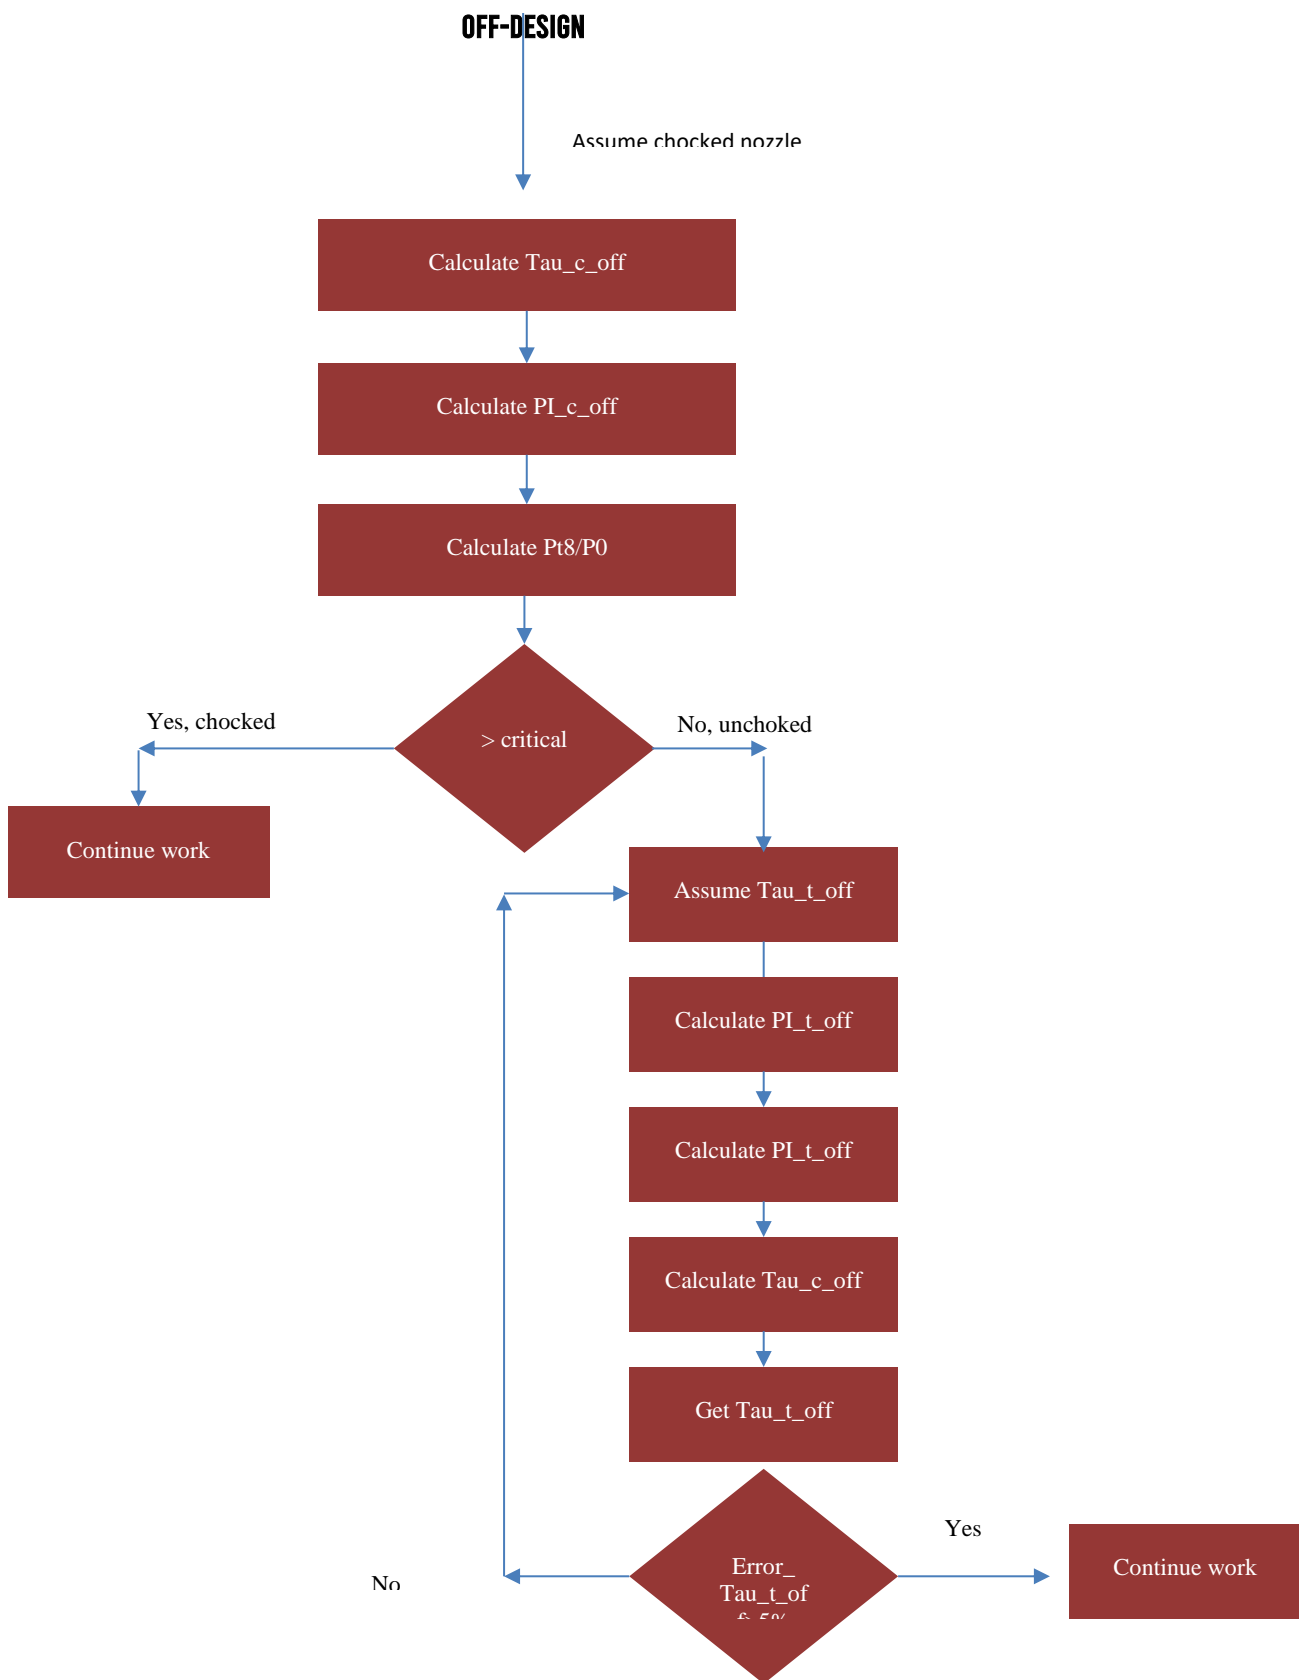 OFF-DESIGN
Assume chocked nozzle
Calculate Tau_c_off
Calculate PI_c_off
Calculate Pt8/P0
Yes, chocked
> critical
No, unchoked
Continue work
Assume Tau_t_off
Calculate PI_t_off
Calculate PI_t_off
Calculate Tau_c_off
Get Tau_t_off
Yes
Continue work
No
Error_
Tau_t_of
5%